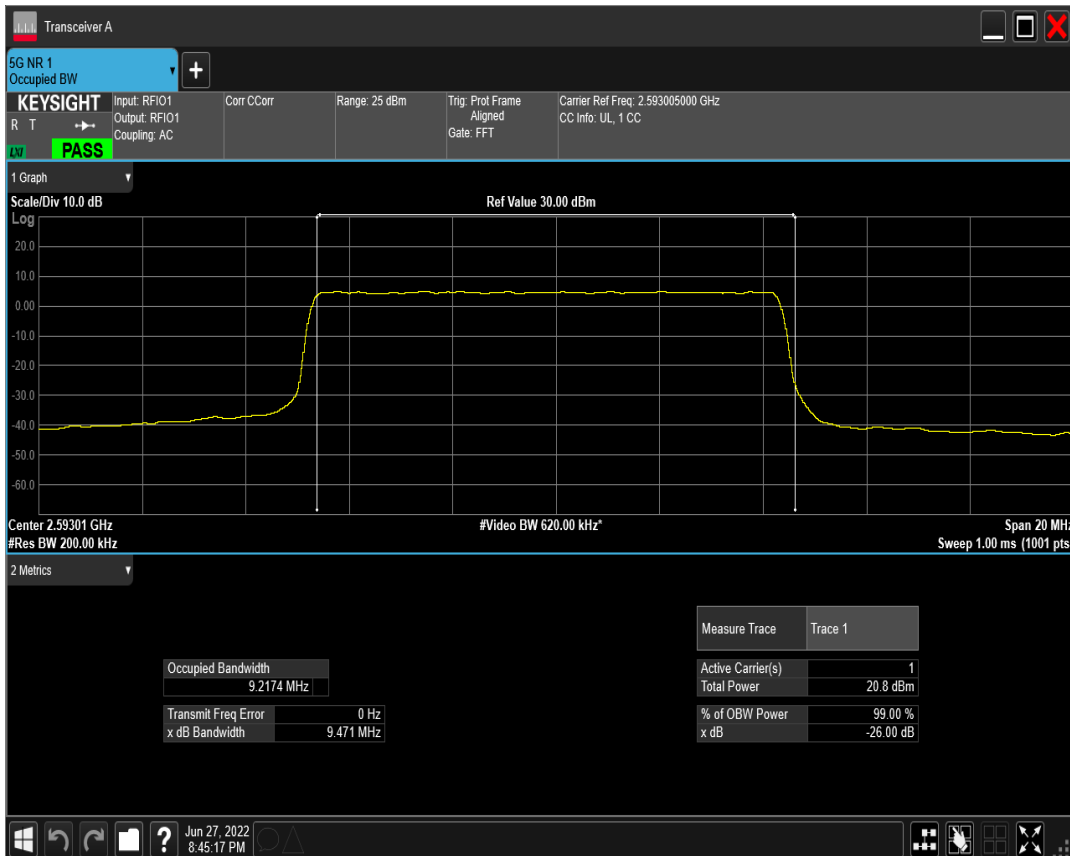 Transceiver A
5G NR 1
Occupied BW
KEYSIGHT
R T
LXI
PASS
Input: RFIO1
Output: RFIO1
Coupling: AC
Corr CCorr
Range: 25 dBm
Trig: Prot Frame
Aligned
Gate: FFT
Carrier Ref Freq: 2.593005000 GHz
CC Info: UL, 1 CC
1 Graph
Scale/Div 10.0 dB
Ref Value 30.00 dBm
Log
20.0
10.0
0.00
-10.0
-20.0
-30.0
-40.0
-50.0
-60.0
Center 2.59301 GHz
#Video BW 620.00 kHz*
Span 20 MHz
#Res BW 200.00 kHz
Sweep 1.00 ms (1001 pts
2 Metrics
Measure Trace Trace 1
Occupied Bandwidth
9.2174 MHz
Active Carrier(s) 1
Total Power 20.8 dBm
Transmit Freq Error 0 Hz
x dB Bandwidth 9.471 MHz
% of OBW Power 99.00 %
x dB -26.00 dB
?
Jun 27, 2022
8:45:17 PM